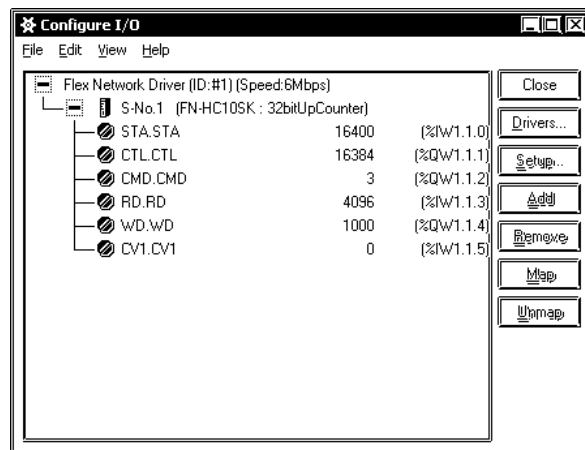 Configure I/O
File Edit View Help
Flex Network Driver (ID:#1) (Speed:6Mbps)
S-No.1 (FN-HC10SK : 32bitUpCounter)
STA.STA 16400 (%IW1.1.0)
CTL.CTL 16384 (%QW1.1.1)
CMD.CMD 3 (%QW1.1.2)
RD.RD 4096 (%IW1.1.3)
WD.WD 1000 (%QW1.1.4)
CV1.CV1 0 (%IW1.1.5)
Close
Drivers...
Setup...
Add
Remove
Map
Unmap